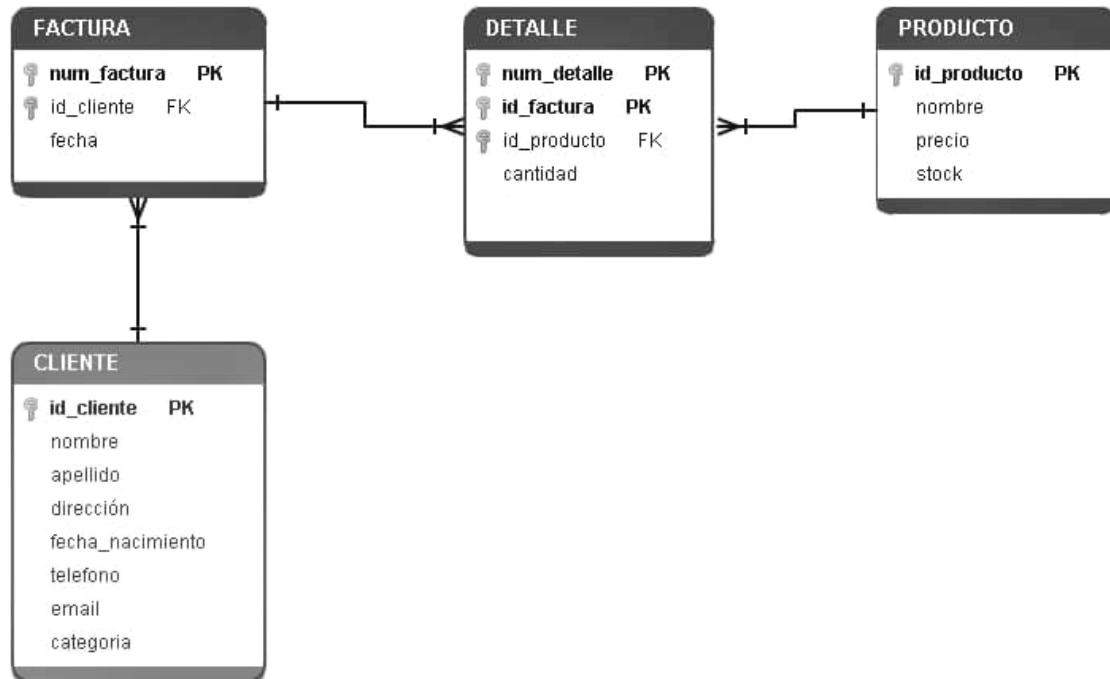 FACTURA
num_factura PK
id_cliente FK
fecha
DETALLE
num_detalle PK
id_factura PK
id_producto FK
cantidad
PRODUCTO
id_producto PK
nombre
precio
stock
CLIENTE
id_cliente PK
nombre
apellido
dirección
fecha_nacimiento
telefono
email
categoria